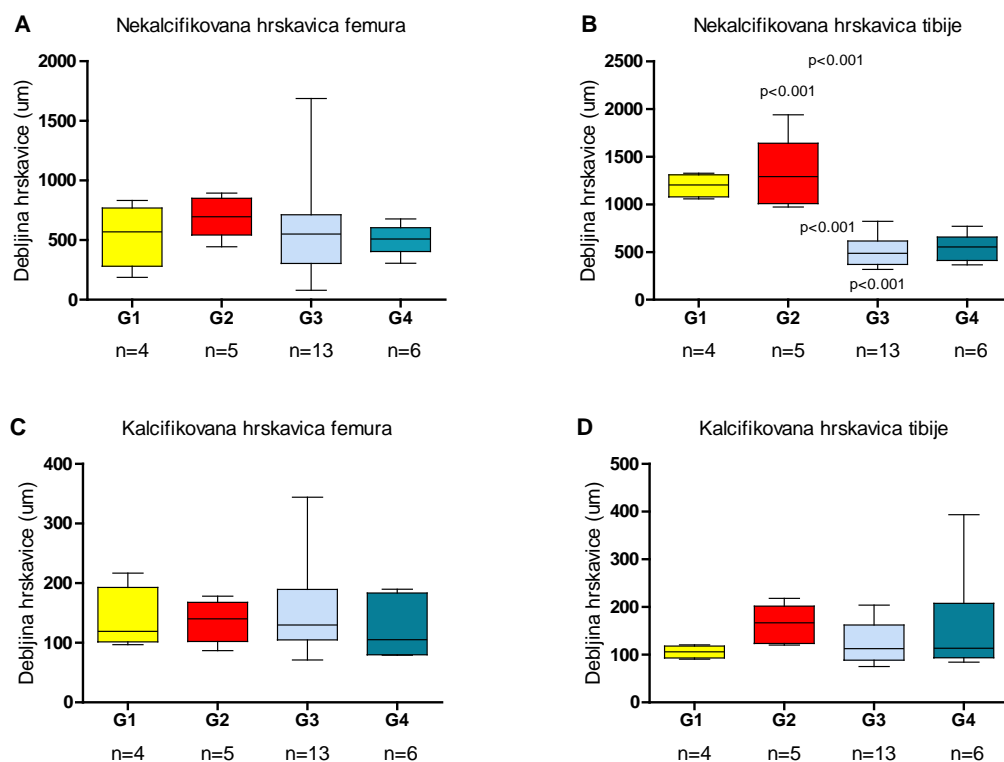 A
Nekalcifikovana hrskavica femura
Debljina hrskavice (um)
2000
1500
1000
500
0
G1 G2 G3 G4
n=4 n=5 n=13 n=6
B
Nekalcifikovana hrskavica tibije
Debljina hrskavice (um)
2500
2000
1500
1000
500
0
p<0.001
p<0.001
p<0.001
p<0.001
G1 G2 G3 G4
n=4 n=5 n=13 n=6
C
Kalcifikovana hrskavica femura
Debljina hrskavice (um)
400
300
200
100
0
G1 G2 G3 G4
n=4 n=5 n=13 n=6
D
Kalcifikovana hrskavica tibije
Debljina hrskavice (um)
500
400
300
200
100
0
G1 G2 G3 G4
n=4 n=5 n=13 n=6